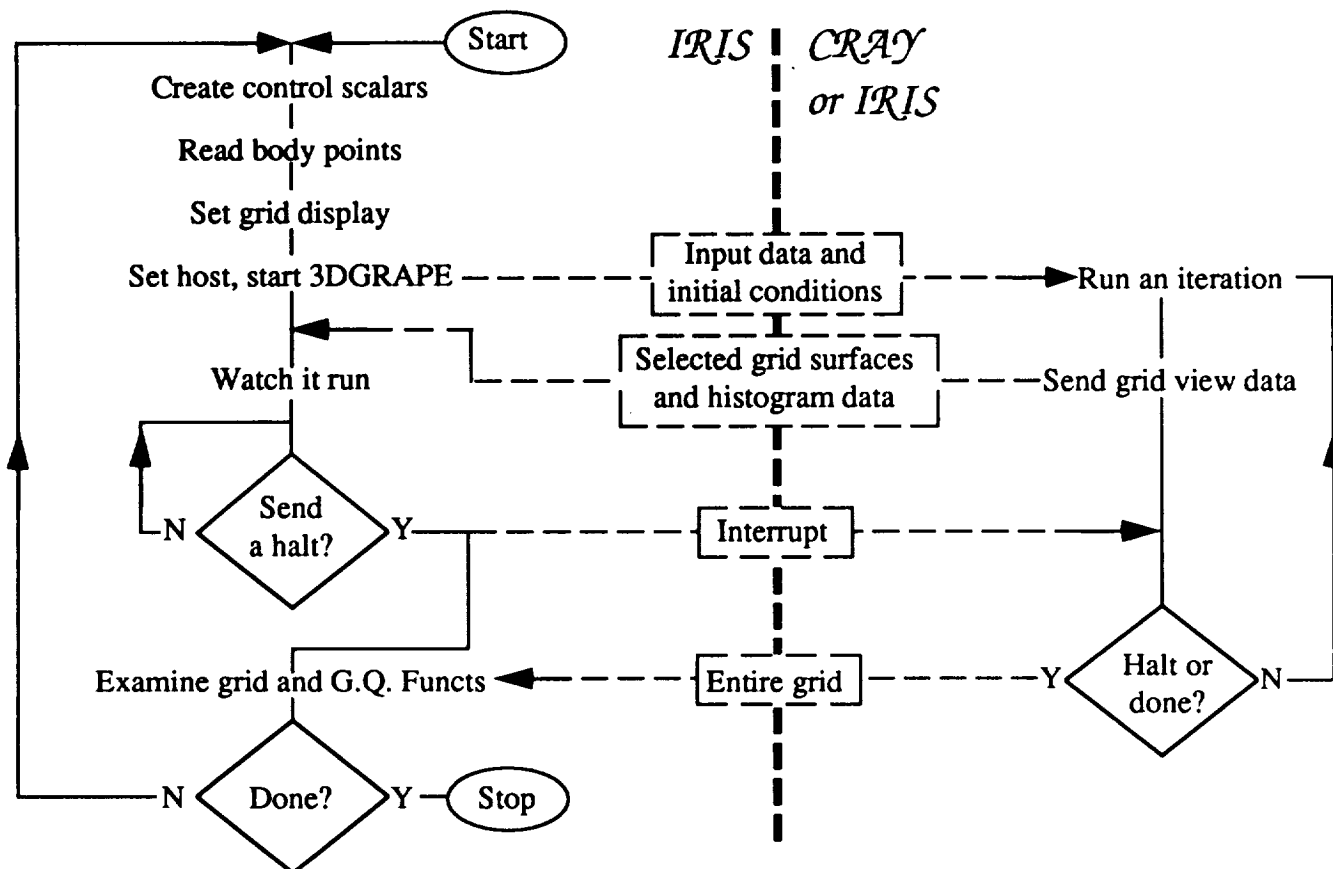 Start
IRIS
CRAY
or IRIS
Create control scalars
Read body points
Set grid display
Set host, start 3DGRAPE
Input data and
initial conditions
Run an iteration
Selected grid surfaces
and histogram data
Watch it run
Send grid view data
N
Send
a halt?
Y
Interrupt
Examine grid and G.Q. Functs
Entire grid
Y
Halt or
done?
N
N
Done?
Y
Stop